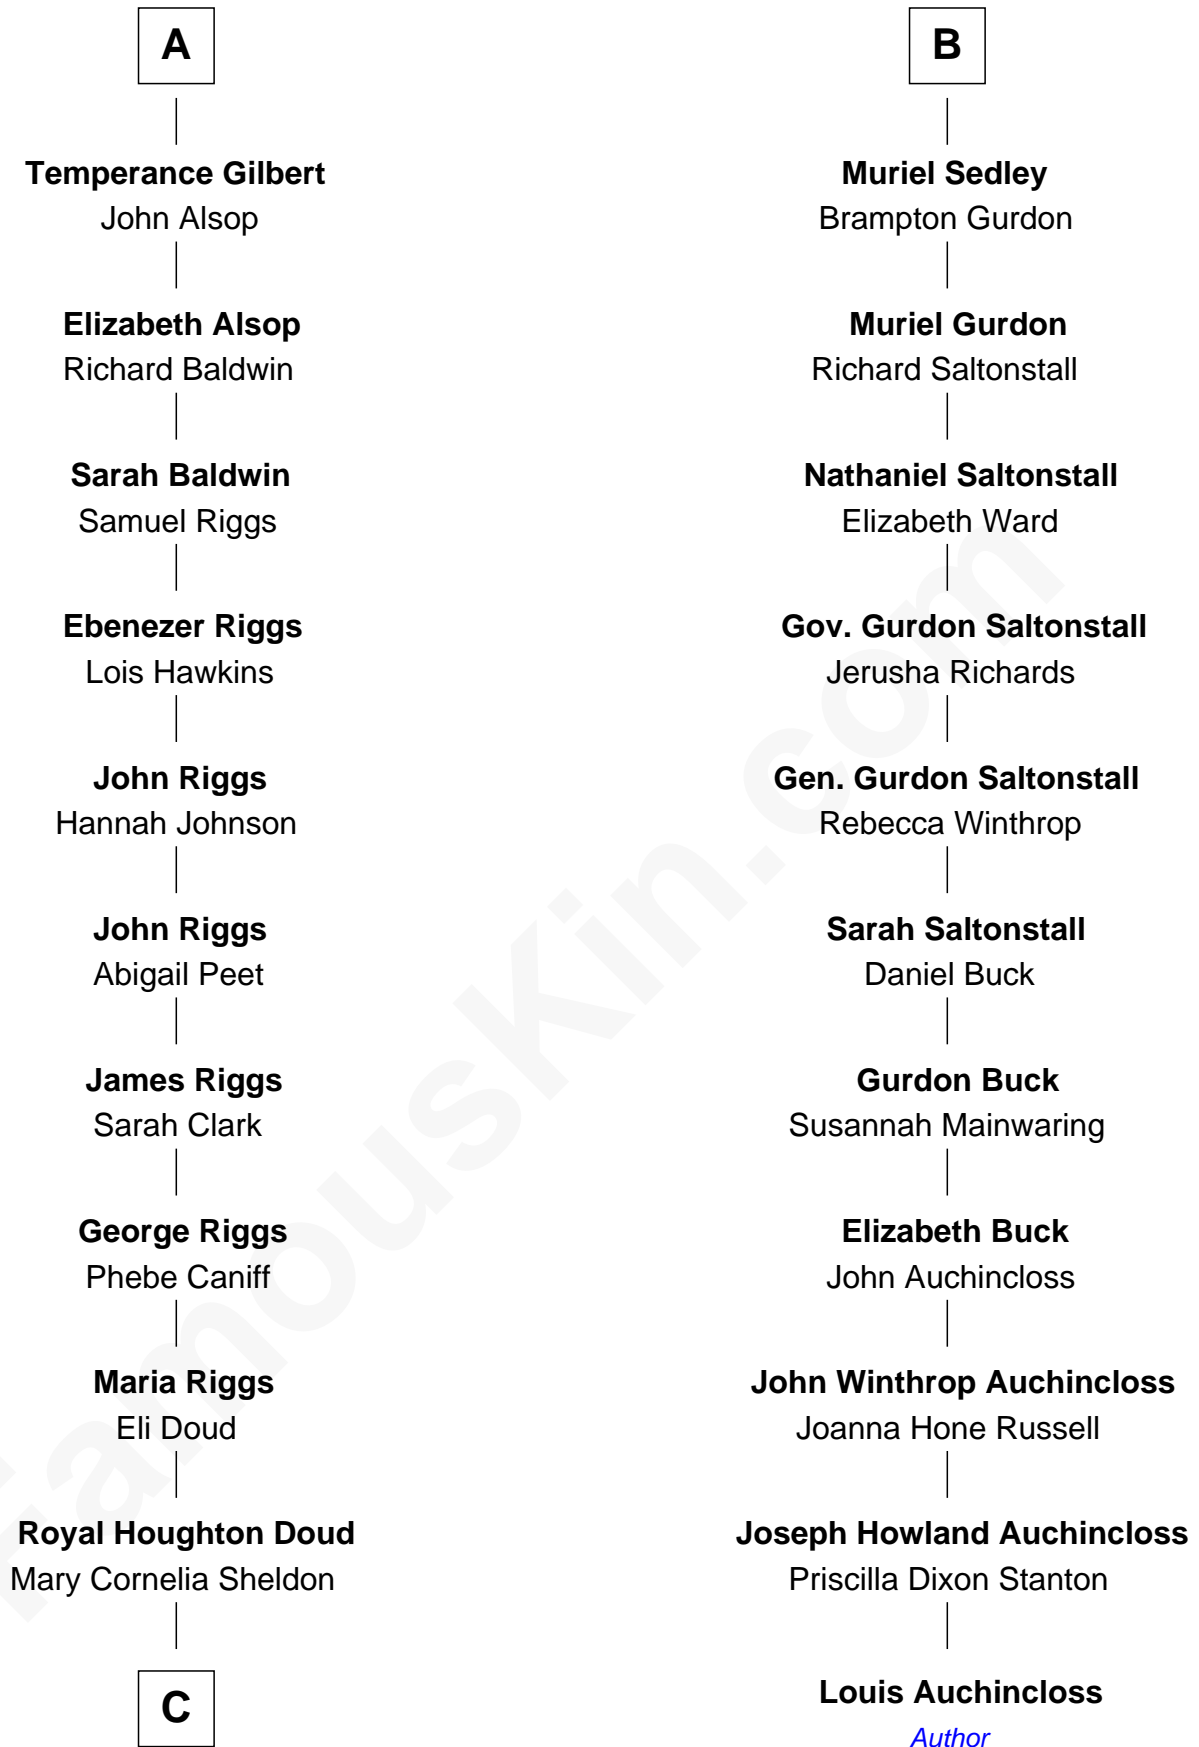 A
Temperance Gilbert
John Alsop
Elizabeth Alsop
Richard Baldwin
Sarah Baldwin
Samuel Riggs
Ebenezer Riggs
Lois Hawkins
John Riggs
Hannah Johnson
John Riggs
Abigail Peet
James Riggs
Sarah Clark
George Riggs
Phebe Caniff
Maria Riggs
Eli Doud
Royal Houghton Doud
Mary Cornelia Sheldon
C
B
Muriel Sedley
Brampton Gurdon
Muriel Gurdon
Richard Saltonstall
Nathaniel Saltonstall
Elizabeth Ward
Gov. Gurdon Saltonstall
Jerusha Richards
Gen. Gurdon Saltonstall
Rebecca Winthrop
Sarah Saltonstall
Daniel Buck
Gurdon Buck
Susannah Mainwaring
Elizabeth Buck
John Auchincloss
John Winthrop Auchincloss
Joanna Hone Russell
Joseph Howland Auchincloss
Priscilla Dixon Stanton
Louis Auchincloss
Author
FamousKin.com